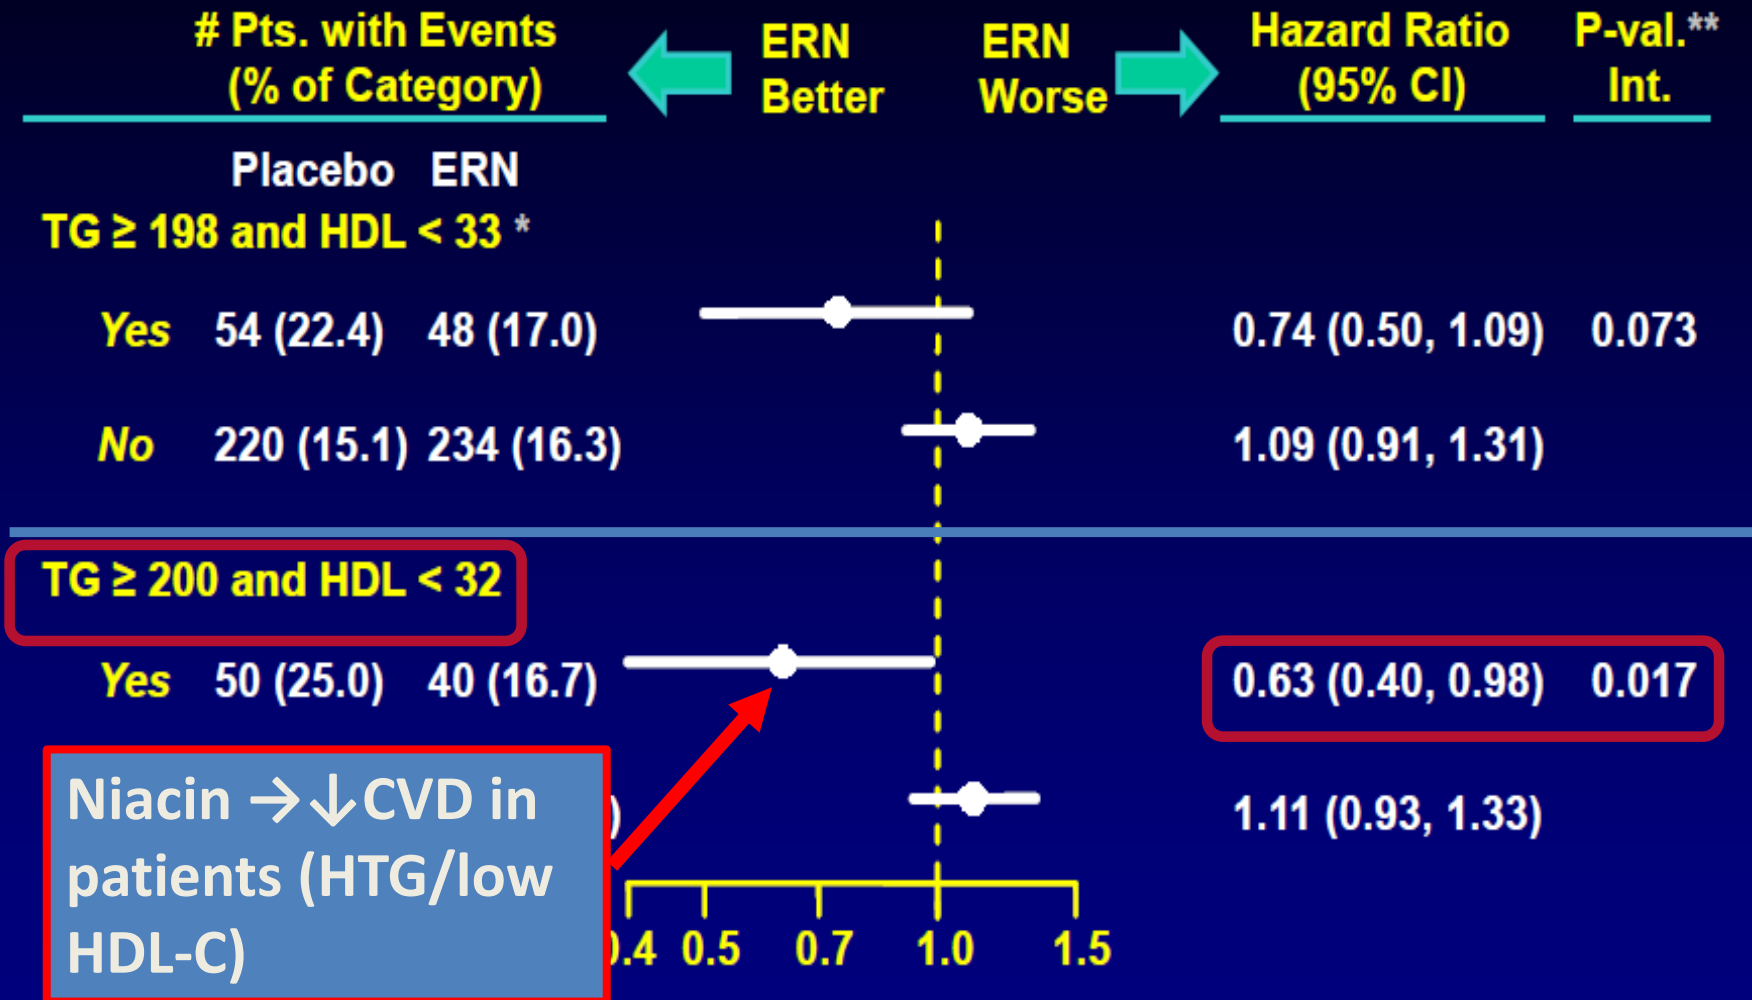 # Pts. with Events
(% of Category)
ERN
Better
ERN
Worse
Hazard Ratio
(95% CI)
P-val.**
Int.
Placebo ERN
TG ≥ 198 and HDL < 33 *
Yes 54 (22.4) 48 (17.0) 0.74 (0.50, 1.09) 0.073
No 220 (15.1) 234 (16.3) 1.09 (0.91, 1.31)
TG ≥ 200 and HDL < 32
Yes 50 (25.0) 40 (16.7) 0.63 (0.40, 0.98) 0.017
) 1.11 (0.93, 1.33)
Niacin →↓CVD in
patients (HTG/low
HDL-C)
0.4 0.5 0.7 1.0 1.5